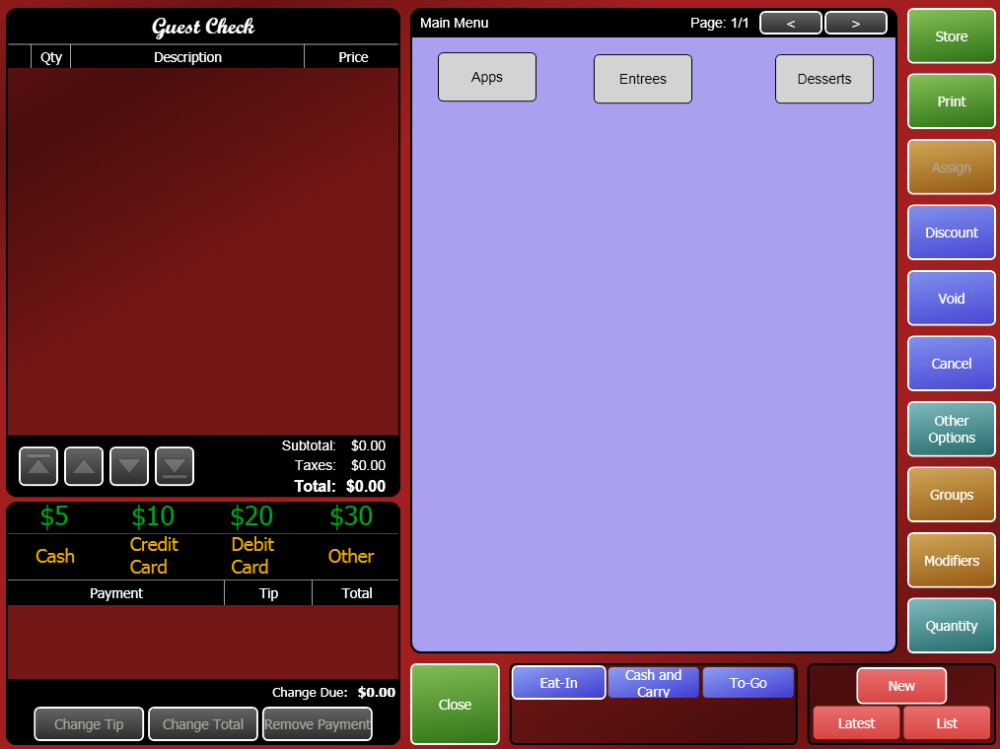 Guest Check
Qty Description Price
Subtotal: $0.00
Taxes: $0.00
Total: $0.00
$5 $10 $20 $30
Cash Credit Card Debit Card Other
Payment Tip Total
Change Due: $0.00
Change Tip Change Total Remove Payment
Main Menu Page: 1/1 < >
Apps Entrees Desserts
Close
Eat-In Cash and Carry To-Go
New
Latest List
Store
Print
Assign
Discount
Void
Cancel
Other
Options
Groups
Modifiers
Quantity